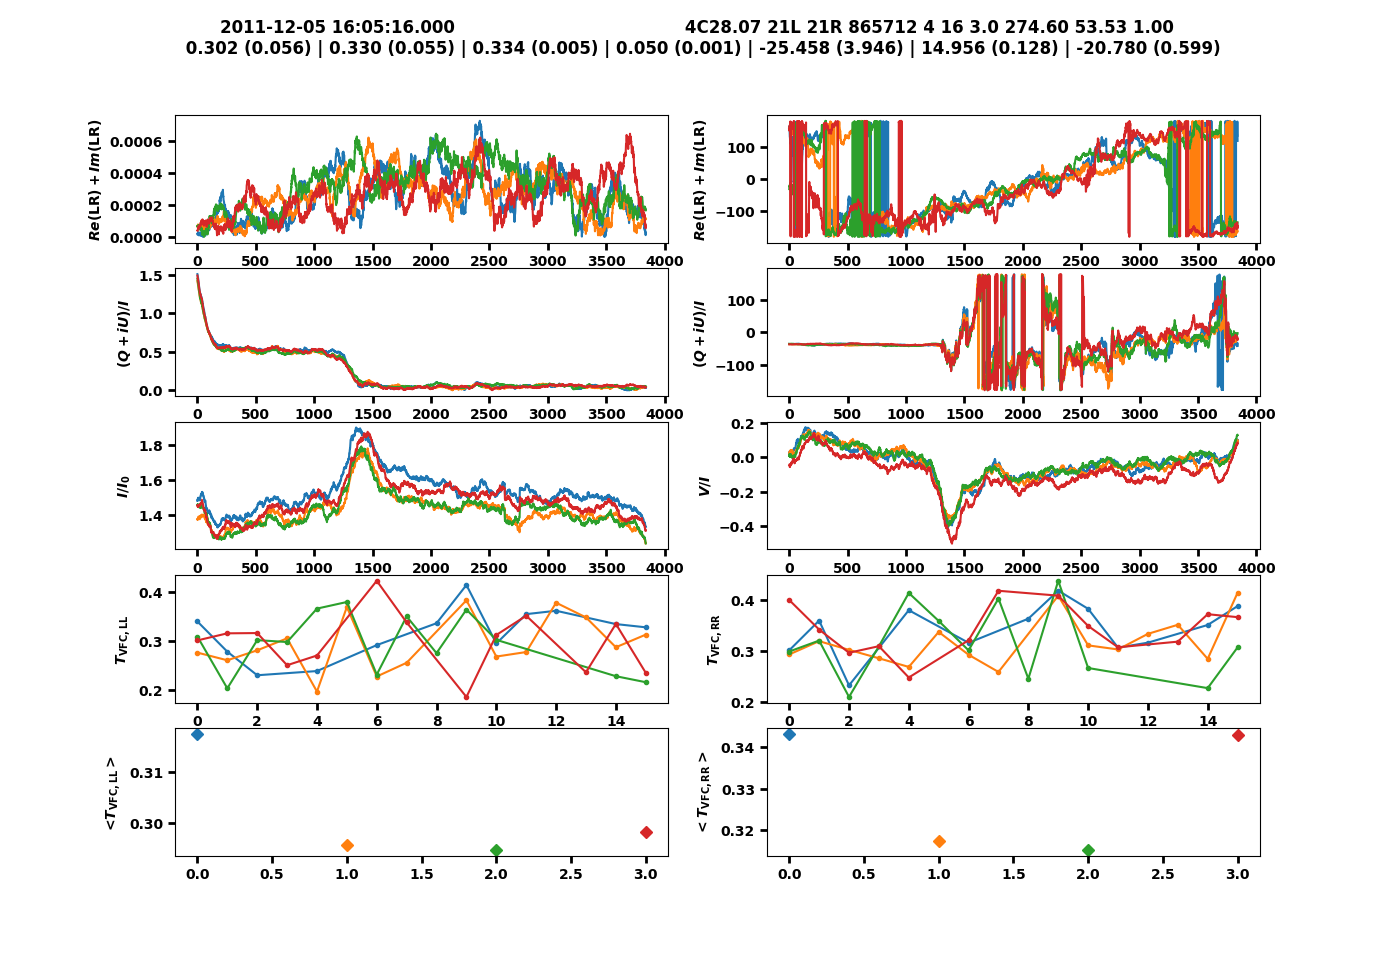 2011-12-05 16:05:16.000 4C28.07 21L 21R 865712 4 16 3.0 274.60 53.53 1.00
0.302 (0.056) | 0.330 (0.055) | 0.334 (0.005) | 0.050 (0.001) | -25.458 (3.946) | 14.956 (0.128) | -20.780 (0.599)
Re(LR) + Im(LR)
0.0006
0.0004
0.0002
0.0000
0 500 1000 1500 2000 2500 3000 3500 4000
Re(LR) + Im(LR)
100
0
−100
0 500 1000 1500 2000 2500 3000 3500 4000
(Q + iU)/I
1.5
1.0
0.5
0.0
0 500 1000 1500 2000 2500 3000 3500 4000
(Q + iU)/I
100
0
−100
0 500 1000 1500 2000 2500 3000 3500 4000
I/I0
1.8
1.6
1.4
0 500 1000 1500 2000 2500 3000 3500 4000
V/I
0.2
0.0
−0.2
−0.4
0 500 1000 1500 2000 2500 3000 3500 4000
TVFC, LL
0.4
0.3
0.2
0 2 4 6 8 10 12 14
TVFC, RR
0.4
0.3
0.2
0 2 4 6 8 10 12 14
<TVFC, LL >
0.31
0.30
0.0 0.5 1.0 1.5 2.0 2.5 3.0
< TVFC, RR >
0.34
0.33
0.32
0.0 0.5 1.0 1.5 2.0 2.5 3.0